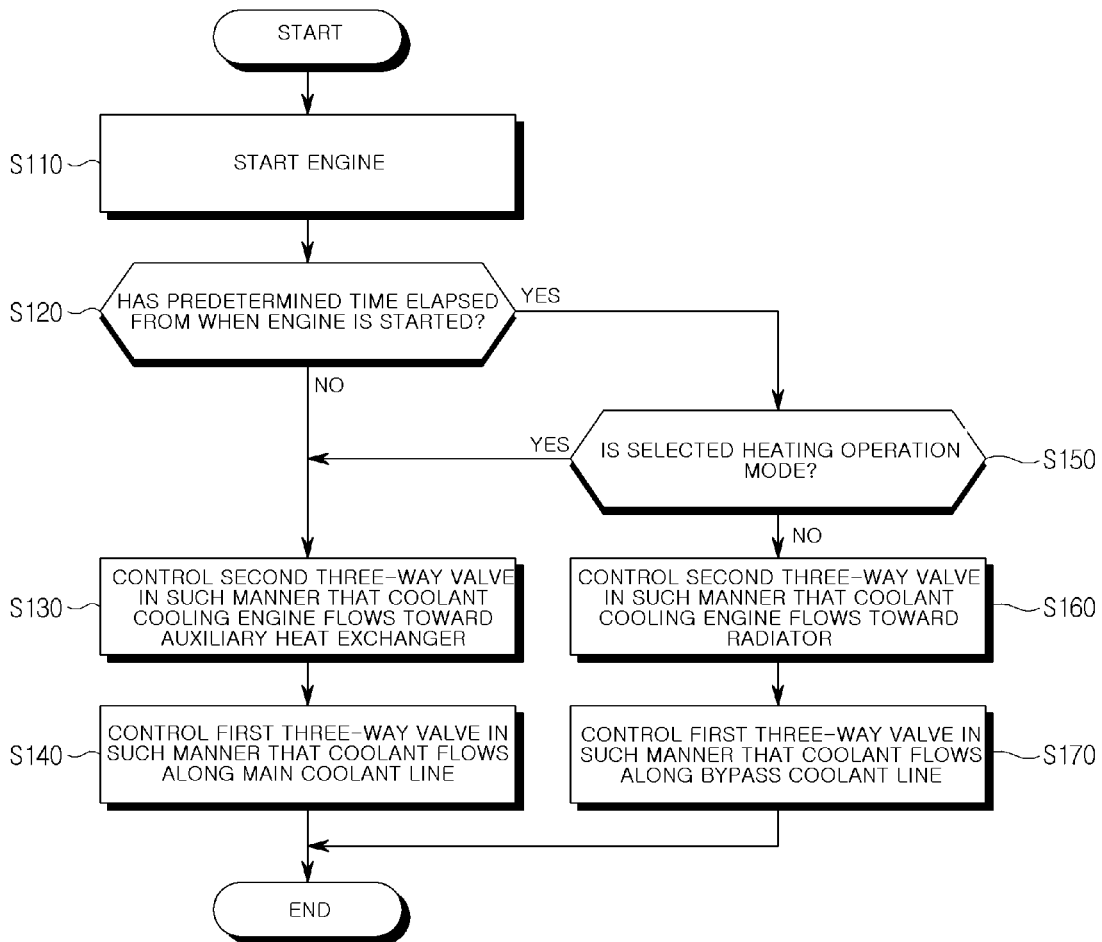 START
S110
START ENGINE
S120
HAS PREDETERMINED TIME ELAPSED
FROM WHEN ENGINE IS STARTED?
YES
NO
YES
IS SELECTED HEATING OPERATION
MODE?
S150
NO
S130
CONTROL SECOND THREE-WAY VALVE
IN SUCH MANNER THAT COOLANT
COOLING ENGINE FLOWS TOWARD
AUXILIARY HEAT EXCHANGER
CONTROL SECOND THREE-WAY VALVE
IN SUCH MANNER THAT COOLANT
COOLING ENGINE FLOWS TOWARD
RADIATOR
S160
S140
CONTROL FIRST THREE-WAY VALVE IN
SUCH MANNER THAT COOLANT FLOWS
ALONG MAIN COOLANT LINE
CONTROL FIRST THREE-WAY VALVE IN
SUCH MANNER THAT COOLANT FLOWS
ALONG BYPASS COOLANT LINE
S170
END